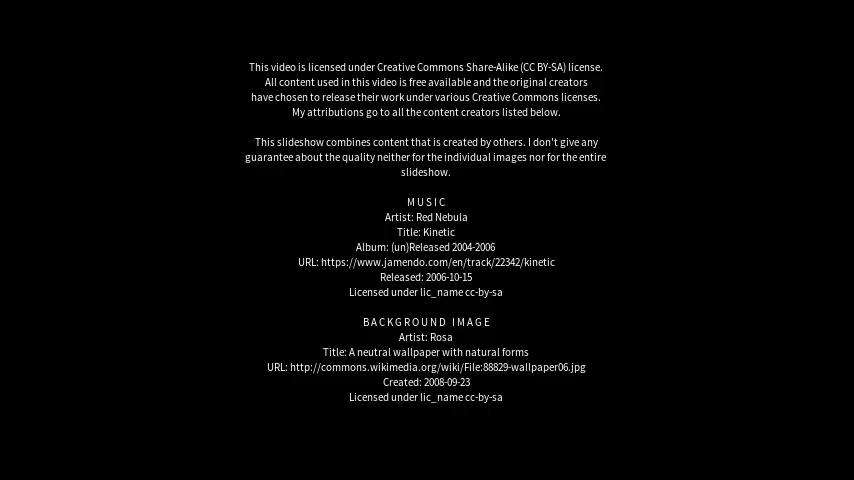 This video is licensed under Creative Commons Share-Alike (CC BY-SA) license.
All content used in this video is free available and the original creators
have chosen to release their work under various Creative Commons licenses.
My attributions go to all the content creators listed below.
This slideshow combines content that is created by others. I don't give any
guarantee about the quality neither for the individual images nor for the entire
slideshow.
MUSIC
Artist: Red Nebula
Title: Kinetic
Album: (un)Released 2004-2006
URL: https://www.jamendo.com/en/track/22342/kinetic
Released: 2006-10-15
Licensed under lic_name cc-by-sa
BACKGROUND IMAGE
Artist: Rosa
Title: A neutral wallpaper with natural forms
URL: http://commons.wikimedia.org/wiki/File:88829-wallpaper06.jpg
Created: 2008-09-23
Licensed under lic_name cc-by-sa